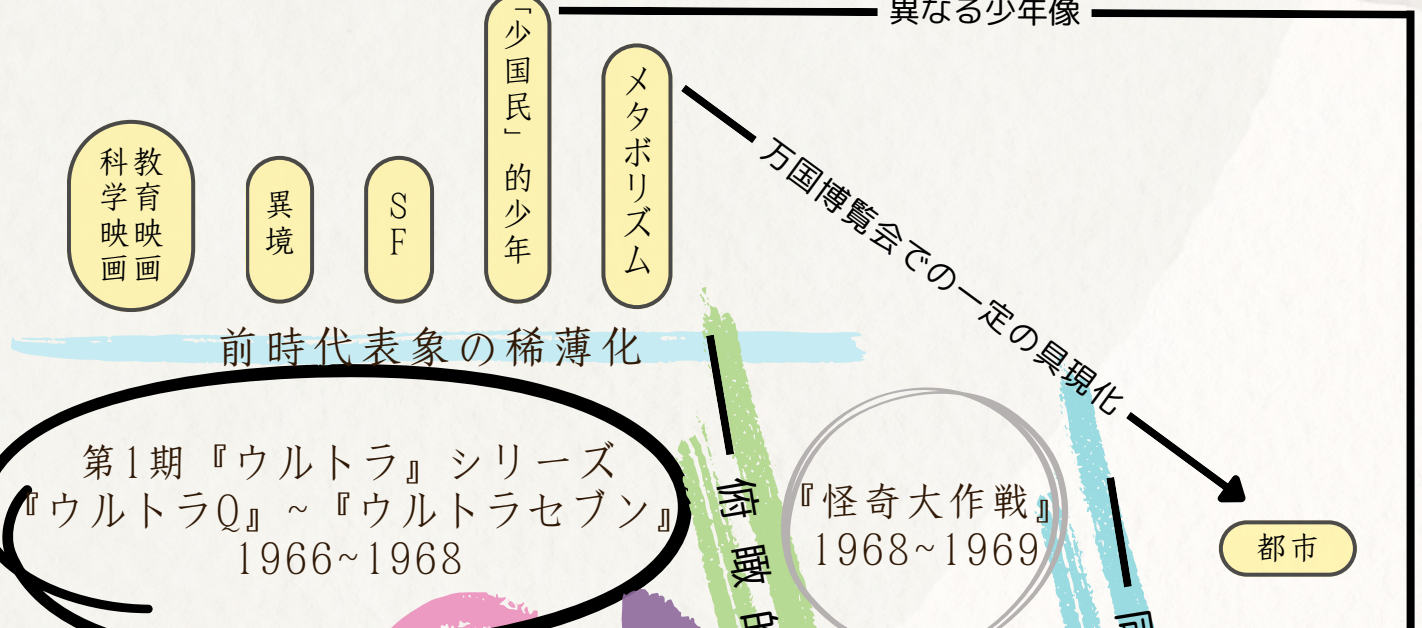 異なる少年像
「少国民」的少年
メタボリズム
教育映画
科学映画
異境
SF
万国博覧会での一定の具現化
前時代表象の稀薄化
第1期『ウルトラ』シリーズ
『ウルトラQ』~『ウルトラセブン』
1966~1968
俯瞰的
『怪奇大作戦』
1968~1969
都市